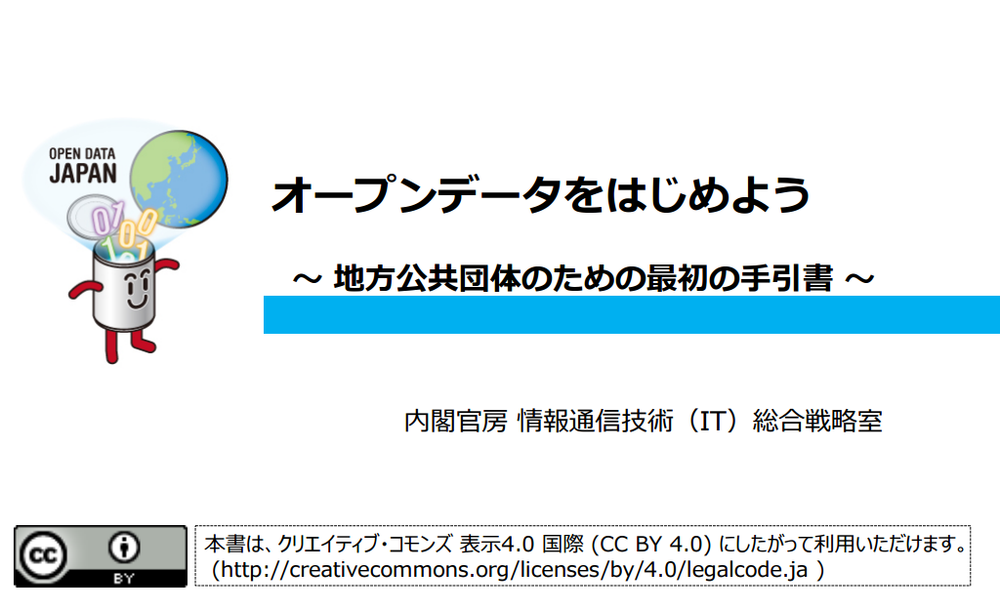 OPEN DATA
JAPAN
オープンデータをはじめよう
～ 地方公共団体のための最初の手引書 ～
内閣官房 情報通信技術（IT）総合戦略室
cc
BY
本書は、クリエイティブ・コモンズ 表示4.0 国際 (CC BY 4.0) にしたがって利用いただけます。
(http://creativecommons.org/licenses/by/4.0/legalcode.ja )